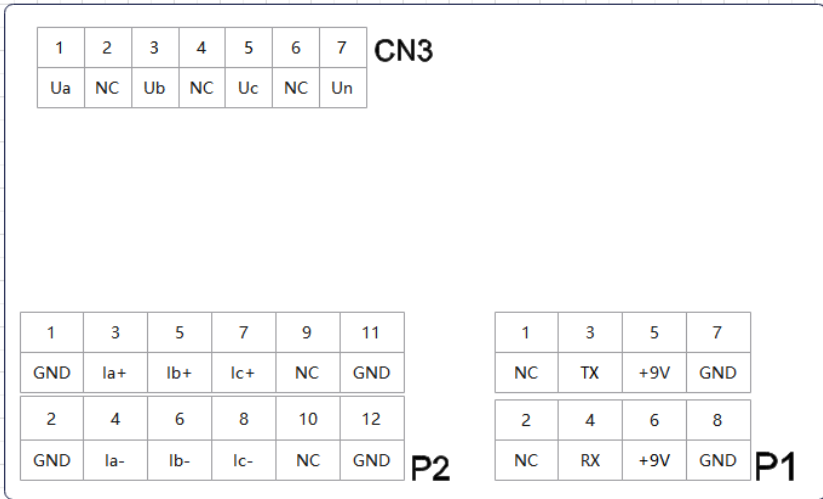 1 2 3 4 5 6 7 CN3
Ua NC Ub NC Uc NC Un
1 3 5 7 9 11
GND Ia+ Ib+ Ic+ NC GND
2 4 6 8 10 12
GND Ia- Ib- Ic- NC GND P2
1 3 5 7
NC TX +9V GND
2 4 6 8
NC RX +9V GND P1